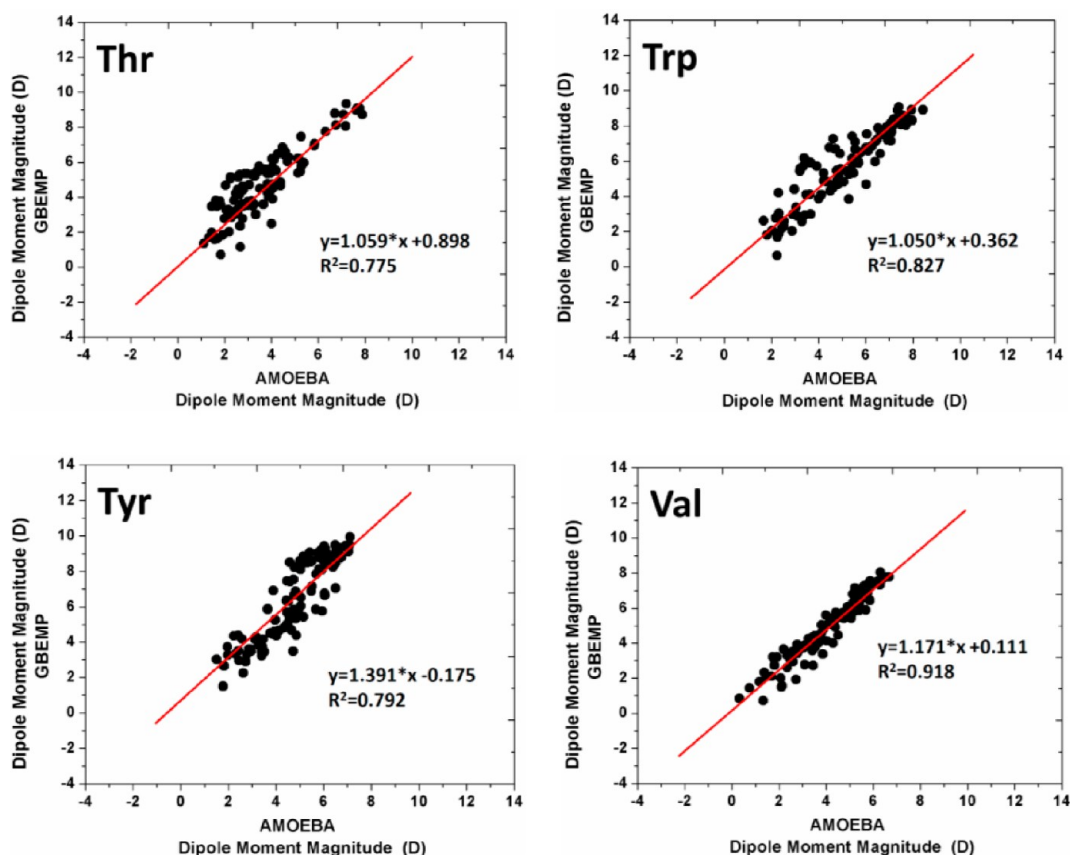 Thr
14
12
10
8
6
4
2
0
-2
-4
Dipole Moment Magnitude (D)
GBEMP
y=1.059*x +0.898
R²=0.775
-4 -2 0 2 4 6 8 10 12 14
AMOEBA
Dipole Moment Magnitude (D)
Trp
14
12
10
8
6
4
2
0
-2
-4
Dipole Moment Magnitude (D)
GBEMP
y=1.050*x +0.362
R²=0.827
-4 -2 0 2 4 6 8 10 12 14
AMOEBA
Dipole Moment Magnitude (D)
Tyr
14
12
10
8
6
4
2
0
-2
-4
Dipole Moment Magnitude (D)
GBEMP
y=1.391*x -0.175
R²=0.792
-4 -2 0 2 4 6 8 10 12 14
AMOEBA
Dipole Moment Magnitude (D)
Val
14
12
10
8
6
4
2
0
-2
-4
Dipole Moment Magnitude (D)
GBEMP
y=1.171*x +0.111
R²=0.918
-4 -2 0 2 4 6 8 10 12 14
AMOEBA
Dipole Moment Magnitude (D)